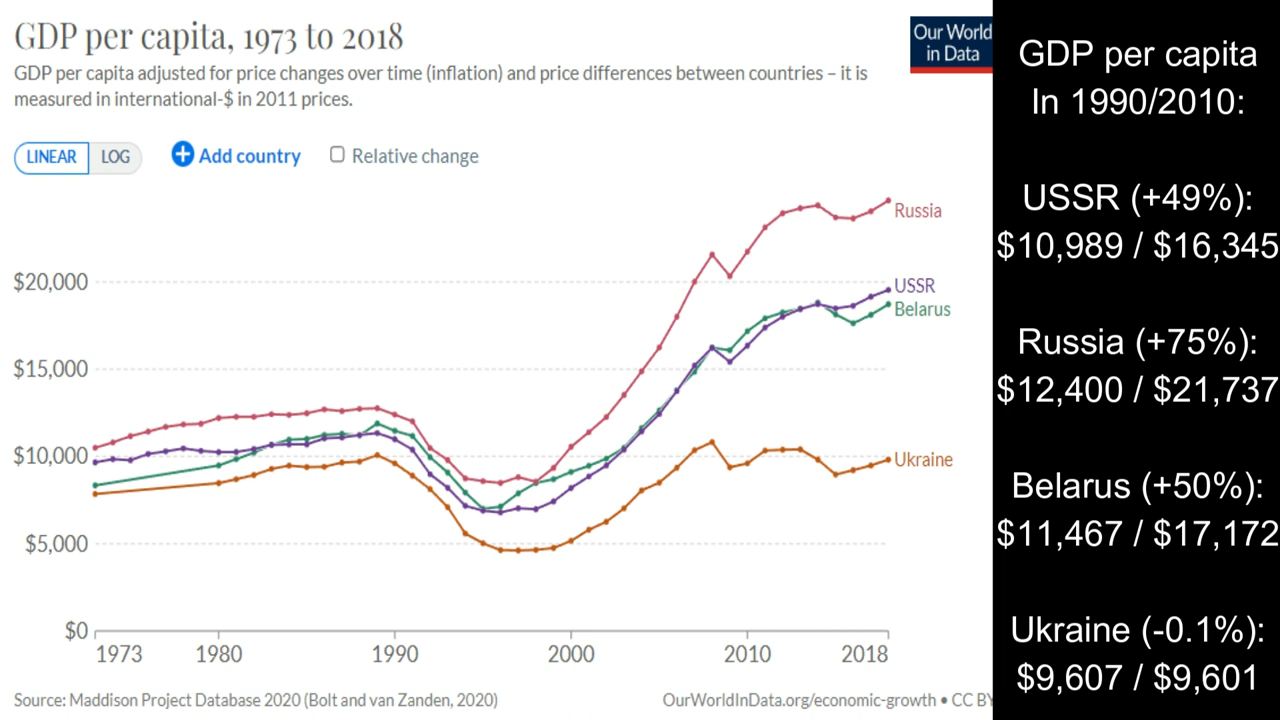 GDP per capita, 1973 to 2018
GDP per capita adjusted for price changes over time (inflation) and price differences between countries – it is
measured in international-$ in 2011 prices.
Our World
in Data
LINEAR LOG Add country Relative change
$20,000
$15,000
$10,000
$5,000
$0
1973 1980 1990 2000 2010 2018
Russia
USSR
Belarus
Ukraine
Source: Maddison Project Database 2020 (Bolt and van Zanden, 2020)
OurWorldInData.org/economic-growth • CC BY
GDP per capita
In 1990/2010:
USSR (+49%):
$10,989 / $16,345
Russia (+75%):
$12,400 / $21,737
Belarus (+50%):
$11,467 / $17,172
Ukraine (-0.1%):
$9,607 / $9,601